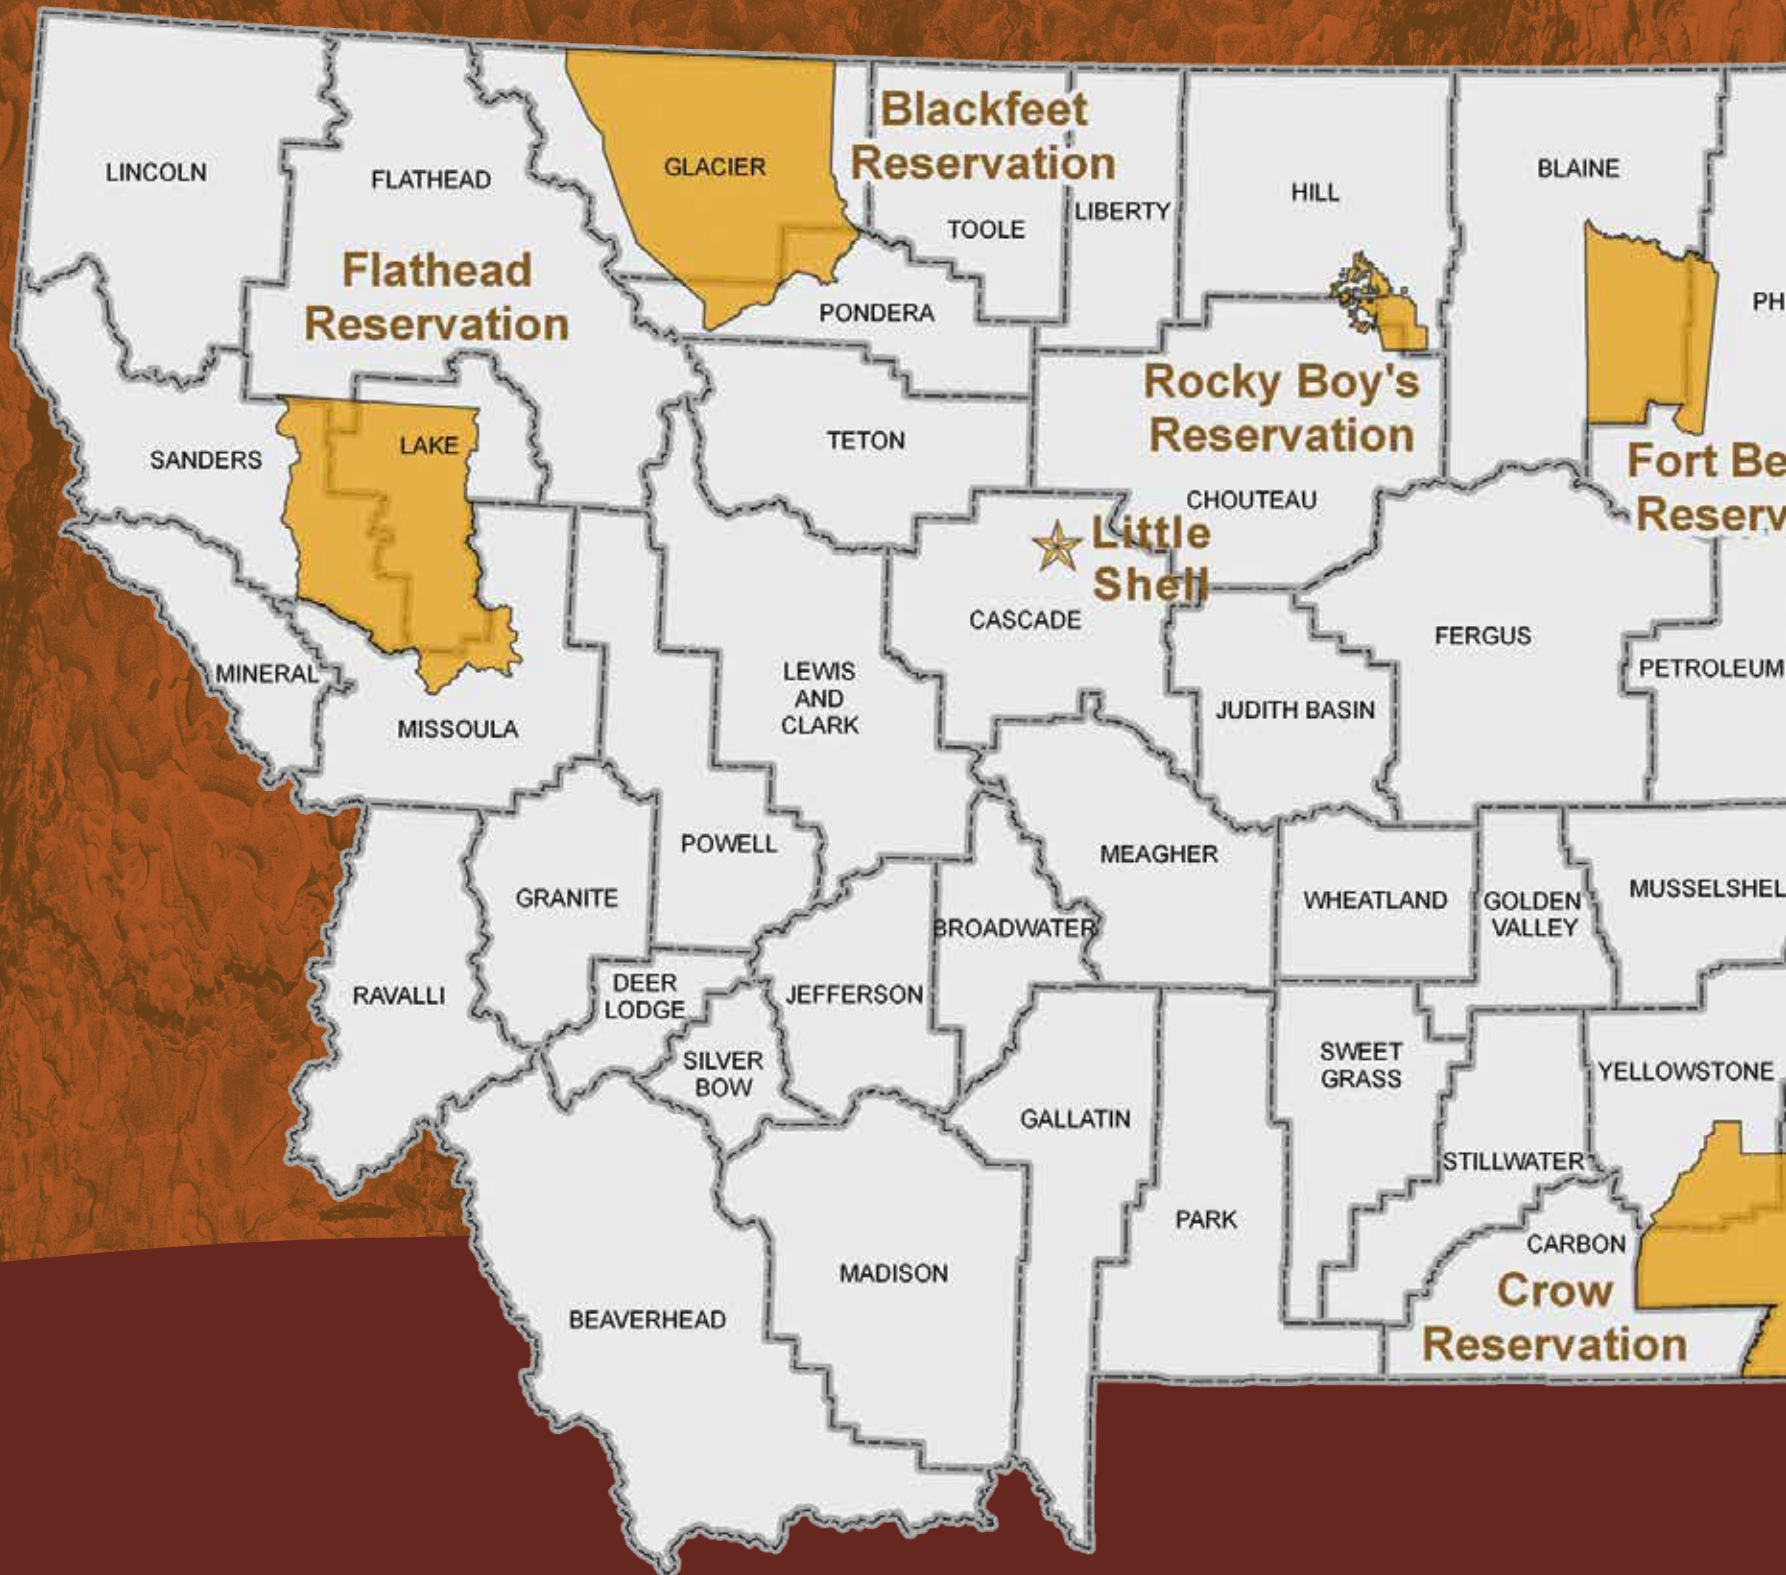 Blackfeet
Reservation
LINCOLN
FLATHEAD
GLACIER
TOOLE
LIBERTY
HILL
BLAINE
Flathead
Reservation
PONDERA
PH
Rocky Boy's
Reservation
SANDERS
LAKE
TETON
CHOUTEAU
Fort Be
Reserv
Little
Shell
CASCADE
FERGUS
MINERAL
MISSOULA
LEWIS
AND
CLARK
JUDITH BASIN
PETROLEUM
POWELL
MEAGHER
GRANITE
BROADWATER
WHEATLAND
GOLDEN
VALLEY
MUSSELSHEL
RAVALLI
DEER
LODGE
JEFFERSON
SILVER
BOW
SWEET
GRASS
YELLOWSTONE
GALLATIN
STILLWATER
PARK
CARBON
MADISON
BEAVERHEAD
Crow
Reservation